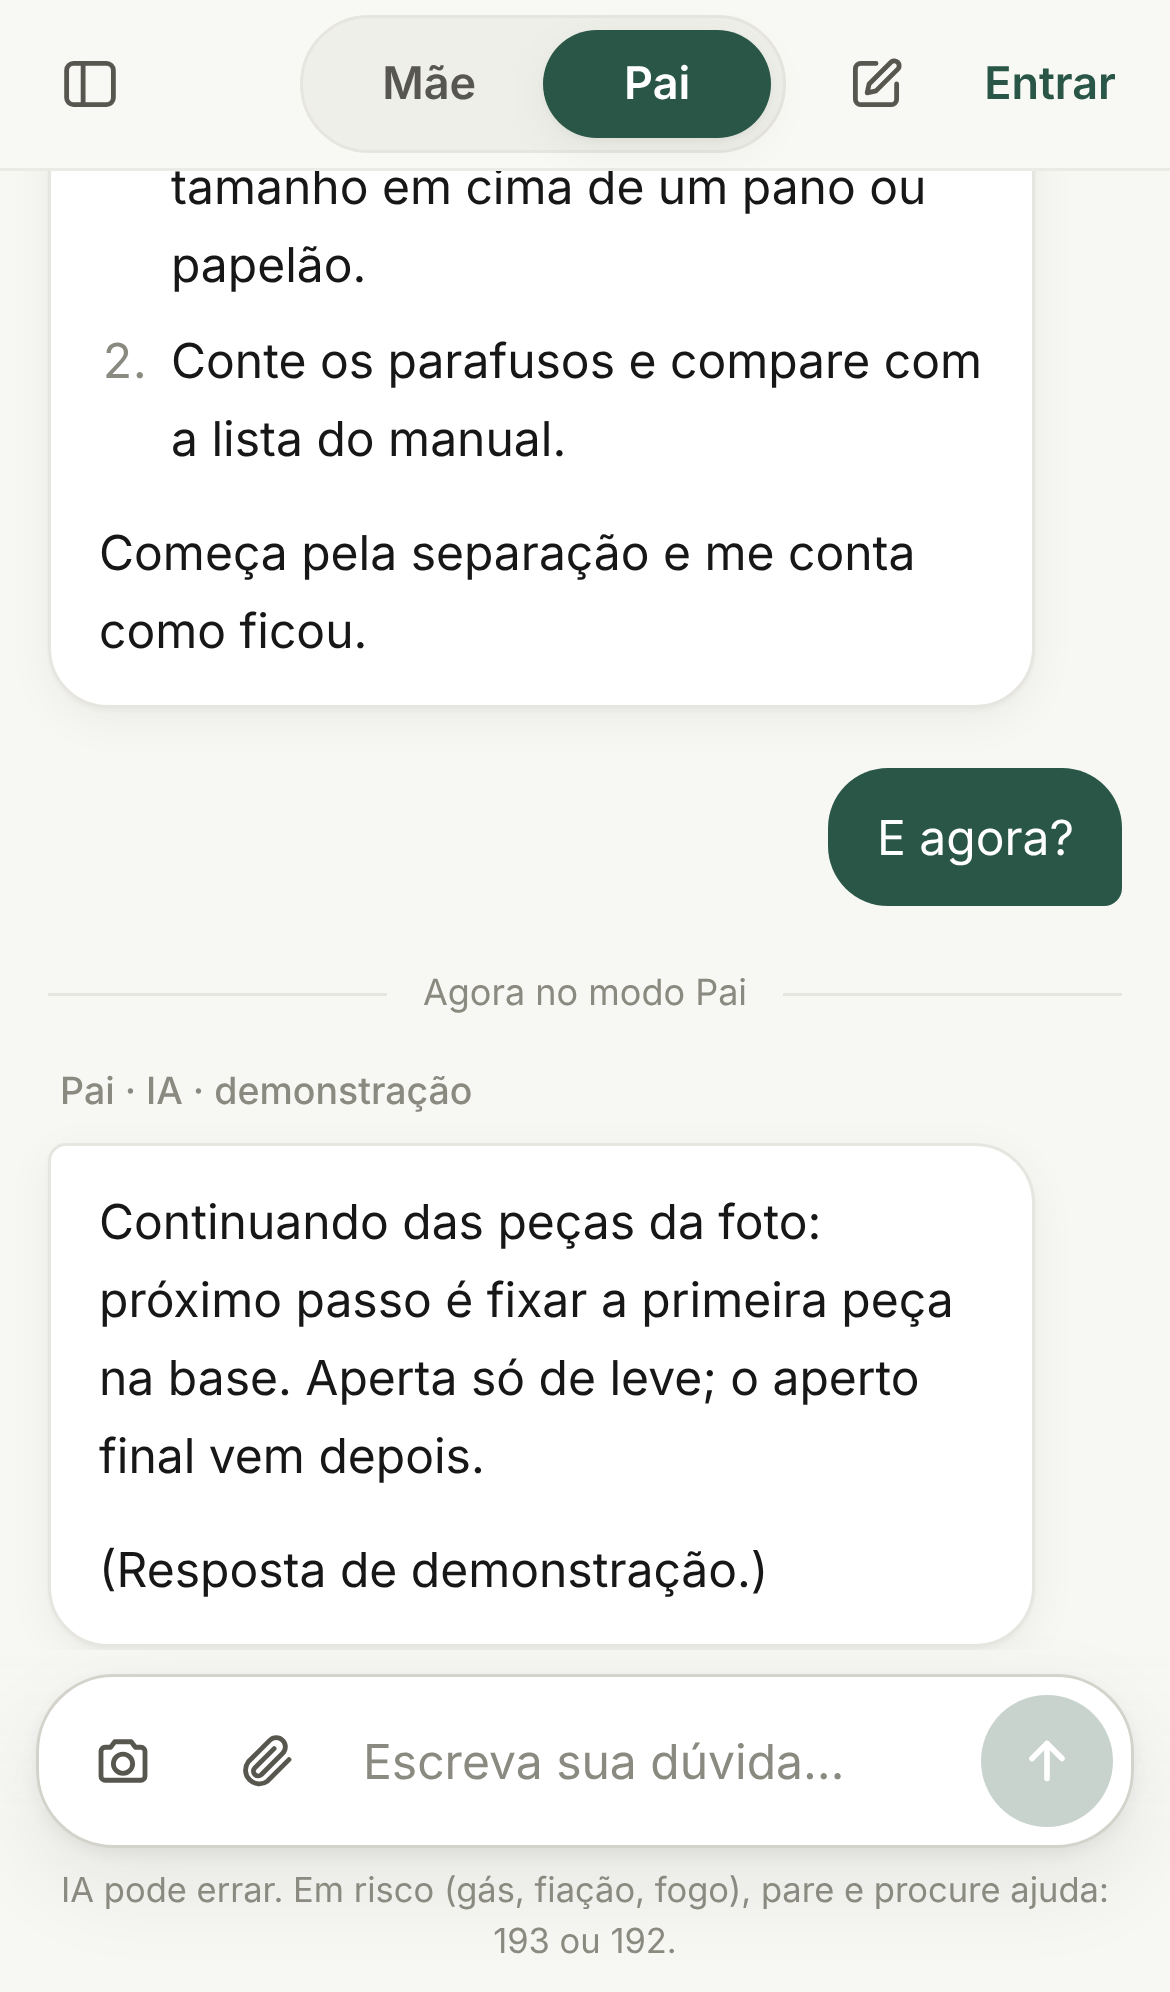 Mãe
Pai
Entrar
tamanho em cima de um pano ou
papelão.
2. Conte os parafusos e compare com
a lista do manual.
Começa pela separação e me conta
como ficou.
E agora?
Agora no modo Pai
Pai · IA · demonstração
Continuando das peças da foto:
próximo passo é fixar a primeira peça
na base. Aperta só de leve; o aperto
final vem depois.
(Resposta de demonstração.)
Escreva sua dúvida...
IA pode errar. Em risco (gás, fiação, fogo), pare e procure ajuda:
193 ou 192.